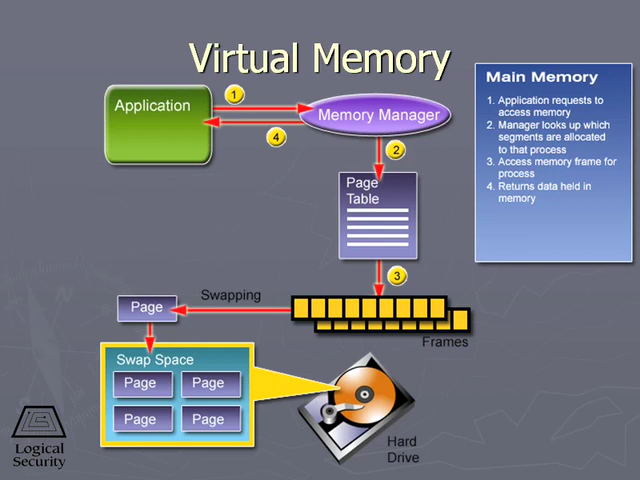 Virtual Memory
Application
1
4
Memory Manager
2
Page
Table
3
Swapping
Page
Frames
Swap Space
Page
Page
Page
Page
Hard
Drive
Main Memory
1. Application requests to
access memory
2. Manager looks up which
segments are allocated
to that process
3. Access memory frame for
process
4. Returns data held in
memory
Logical
Security